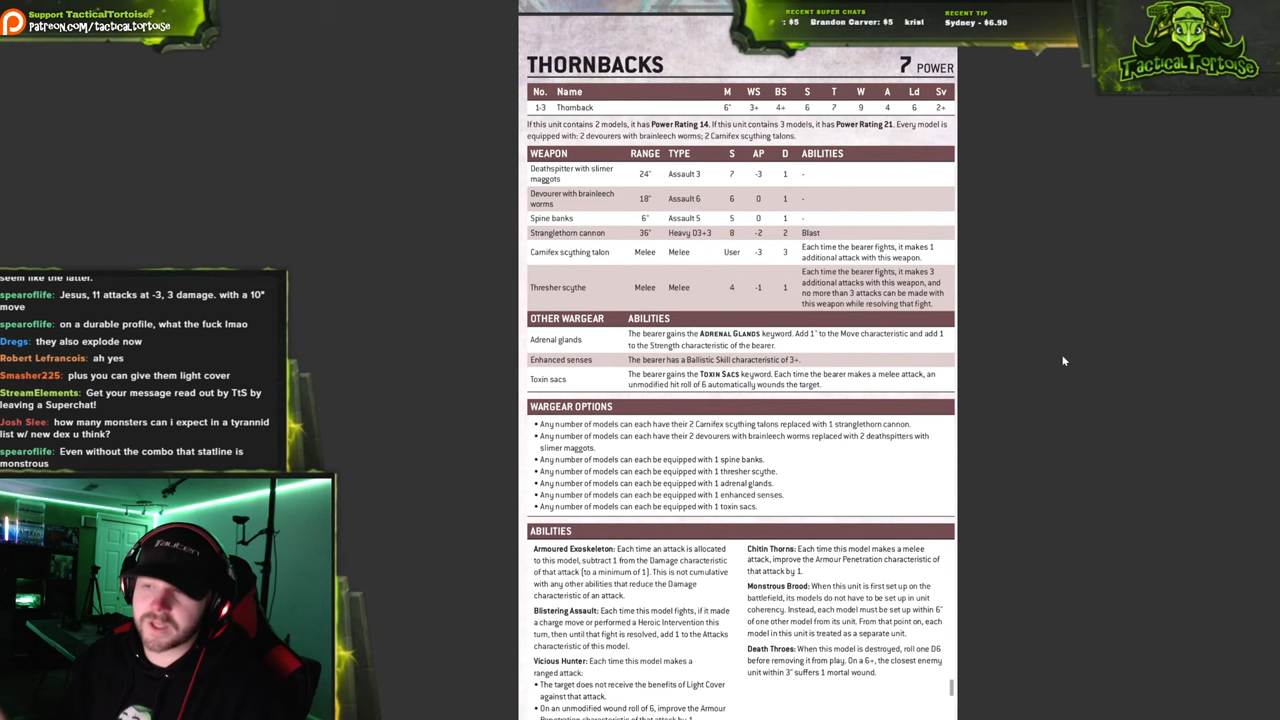 Support TacticalTortoise:
Patreon.com/tacticaltortoise
RECENT SUPER CHATS
: $5 Brandon Carver: $5 krist
RECENT TIP
Sydney - $6.90
TacticalTortoise
THORNBACKS
7 POWER
No. Name M WS BS S T W A Ld Sv
1-3 Thornback 6" 3+ 4+ 6 7 9 4 6 2+
If this unit contains 2 models, it has Power Rating 14. If this unit contains 3 models, it has Power Rating 21. Every model is
equipped with: 2 devourers with brainleech worms; 2 Carnifex scything talons.
WEAPON RANGE TYPE S AP D ABILITIES
Deathspitter with slimer
maggots 24" Assault 3 7 -3 1 -
Devourer with brainleech
worms 18" Assault 6 6 0 1 -
Spine banks 6" Assault 5 5 0 1 -
Stranglethorn cannon 36" Heavy D3+3 8 -2 2 Blast
Carnifex scything talon Melee Melee User -3 3 Each time the bearer fights, it makes 1
additional attack with this weapon.
Thresher scythe Melee Melee 4 -1 1 Each time the bearer fights, it makes 3
additional attacks with this weapon, and
no more than 3 attacks can be made with
this weapon while resolving that fight.
OTHER WARGEAR ABILITIES
Adrenal glands The bearer gains the ADRENAL GLANDS keyword. Add 1" to the Move characteristic and add 1
to the Strength characteristic of the bearer.
Enhanced senses The bearer has a Ballistic Skill characteristic of 3+.
Toxin sacs The bearer gains the TOXIN SACS keyword. Each time the bearer makes a melee attack, an
unmodified hit roll of 6 automatically wounds the target.
WARGEAR OPTIONS
• Any number of models can each have their 2 Carnifex scything talons replaced with 1 stranglethorn cannon.
• Any number of models can each have their 2 devourers with brainleech worms replaced with 2 deathspitters with
slimer maggots.
• Any number of models can each be equipped with 1 spine banks.
• Any number of models can each be equipped with 1 thresher scythe.
• Any number of models can each be equipped with 1 adrenal glands.
• Any number of models can each be equipped with 1 enhanced senses.
• Any number of models can each be equipped with 1 toxin sacs.
ABILITIES
Armoured Exoskeleton: Each time an attack is allocated
to this model, subtract 1 from the Damage characteristic
of that attack (to a minimum of 1). This is not cumulative
with any other abilities that reduce the Damage
characteristic of an attack.
Blistering Assault: Each time this model fights, if it made
a charge move or performed a Heroic Intervention this
turn, then until that fight is resolved, add 1 to the Attacks
characteristic of this model.
Vicious Hunter: Each time this model makes a
ranged attack:
• The target does not receive the benefits of Light Cover
against that attack.
• On an unmodified wound roll of 6, improve the Armour
Penetration characteristic of that attack by 1
Chitin Thorns: Each time this model makes a melee
attack, improve the Armour Penetration characteristic of
that attack by 1.
Monstrous Brood: When this unit is first set up on the
battlefield, its models do not have to be set up in unit
coherency. Instead, each model must be set up within 6"
of one other model from its unit. From that point on, each
model in this unit is treated as a separate unit.
Death Throes: When this model is destroyed, roll one D6
before removing it from play. On a 6+, the closest enemy
unit within 3" suffers 1 mortal wound.
seem like the latter.
spearoflife: Jesus, 11 attacks at -3, 3 damage. with a 10"
move
spearoflife: on a durable profile, what the fuck lmao
Dregs: they also explode now
Robert Lefrancois: ah yes
Smasher225: plus you can give them light cover
StreamElements: Get your message read out by TtS by
leaving a Superchat!
Josh Slee: how many monsters can i expect in a tyrannid
list w/ new dex u think?
spearoflife: Even without the combo that statline is
monstrous